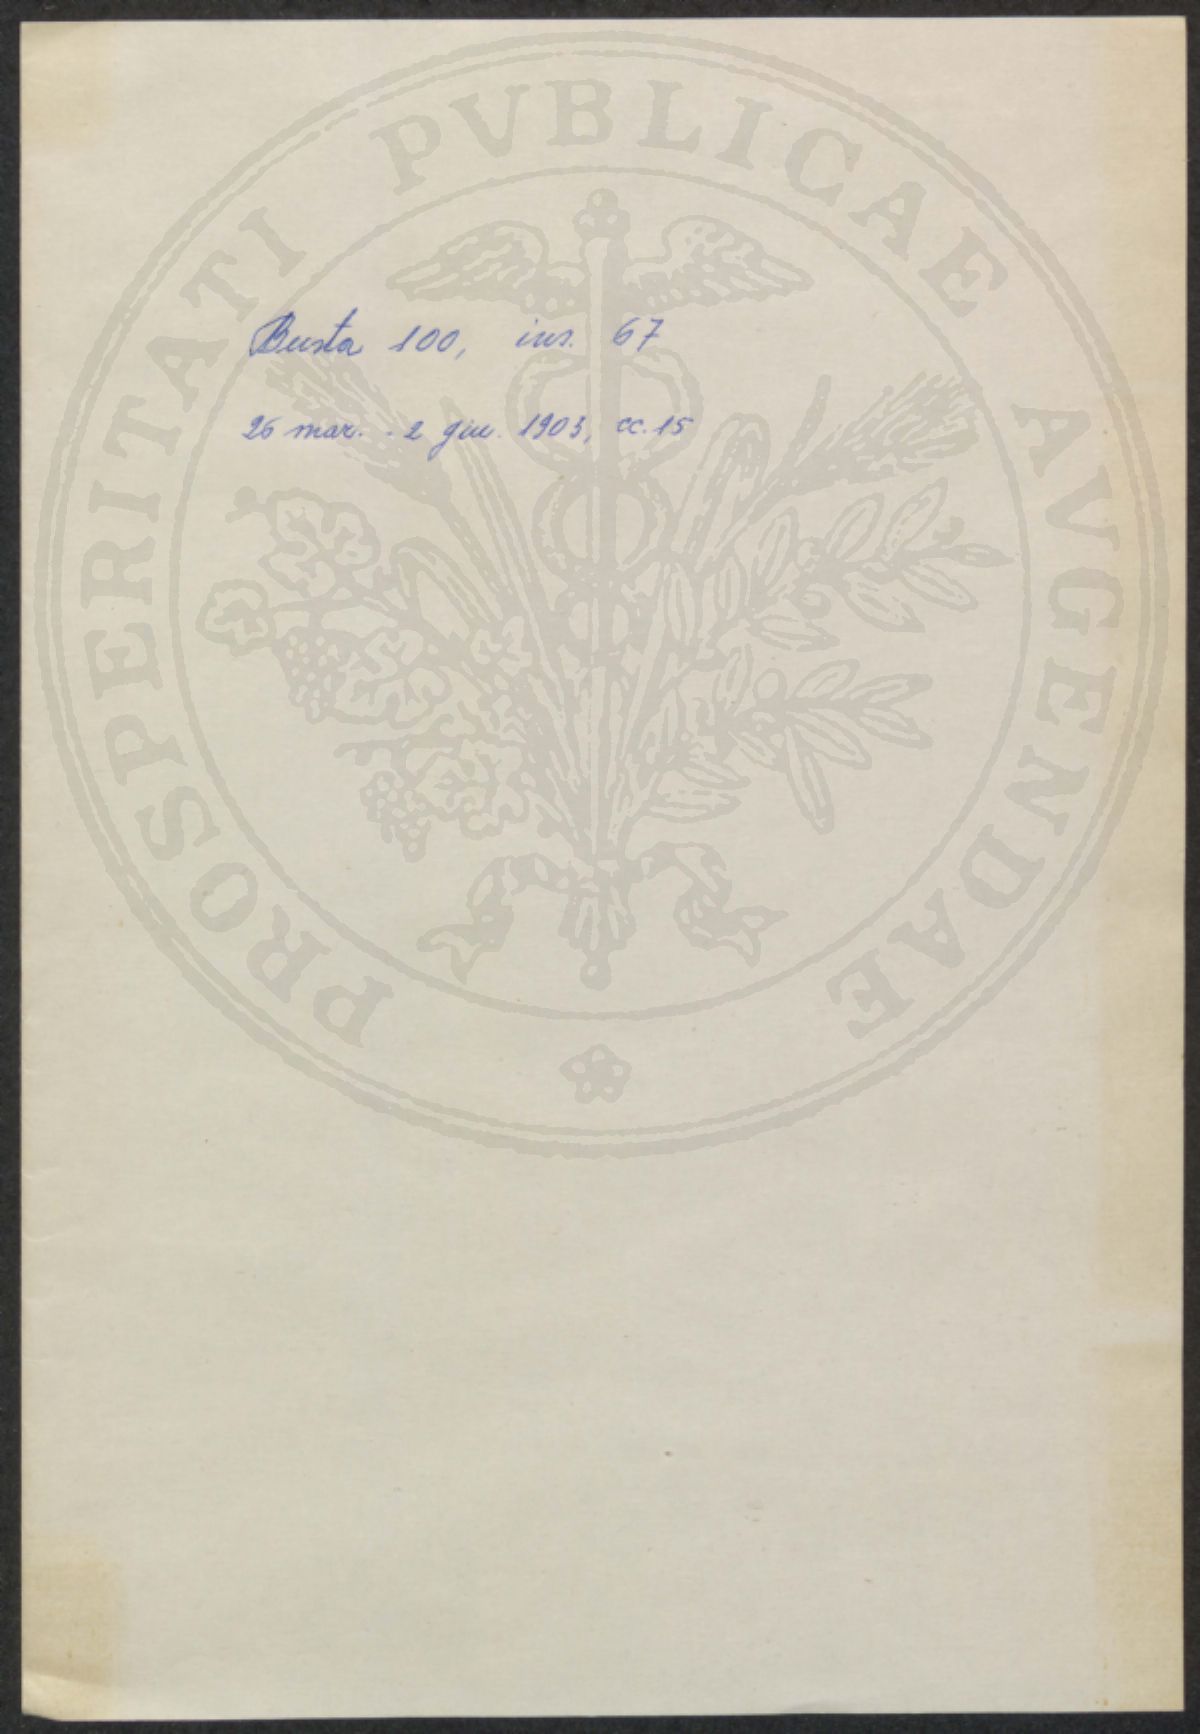 PROSPERITATI PVBLICAE AVGENDAE
Busta 100, ins. 67
26 mar. - 2 giu. 1903, cc. 15